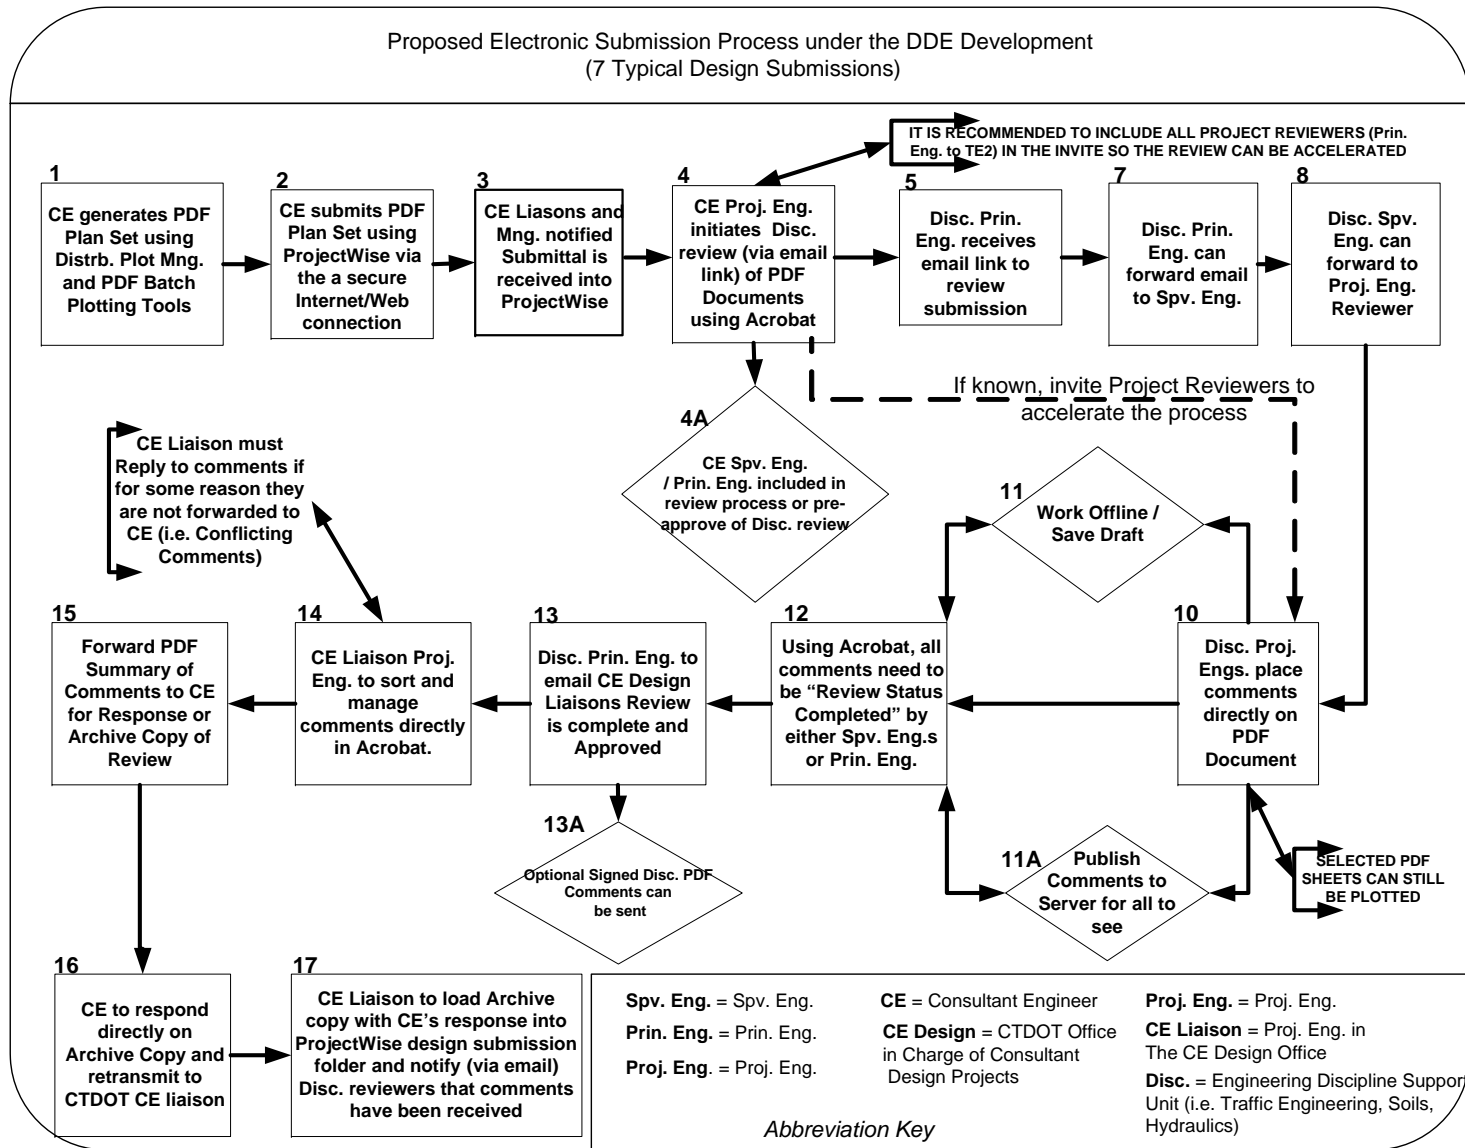 Proposed Electronic Submission Process under the DDE Development
(7 Typical Design Submissions)
IT IS RECOMMENDED TO INCLUDE ALL PROJECT REVIEWERS (Prin.
Eng. to TE2) IN THE INVITE SO THE REVIEW CAN BE ACCELERATED
1
CE generates PDF
Plan Set using
Distrb. Plot Mng.
and PDF Batch
Plotting Tools
2
CE submits PDF
Plan Set using
ProjectWise via
the a secure
Internet/Web
connection
3
CE Liasons and
Mng. notified
Submittal is
received into
ProjectWise
4
CE Proj. Eng.
initiates Disc.
review (via email
link) of PDF
Documents
using Acrobat
5
Disc. Prin.
Eng. receives
email link to
review
submission
7
Disc. Prin.
Eng. can
forward email
to Spv. Eng.
8
Disc. Spv.
Eng. can
forward to
Proj. Eng.
Reviewer
If known, invite Project Reviewers to
accelerate the process
4A
CE Spv. Eng.
/ Prin. Eng. included in
review process or pre-
approve of Disc. review
CE Liaison must
Reply to comments if
for some reason they
are not forwarded to
CE (i.e. Conflicting
Comments)
11
Work Offline /
Save Draft
15
Forward PDF
Summary of
Comments to CE
for Response or
Archive Copy of
Review
14
CE Liaison Proj.
Eng. to sort and
manage
comments directly
in Acrobat.
13
Disc. Prin. Eng. to
email CE Design
Liaisons Review
is complete and
Approved
12
Using Acrobat, all
comments need to
be “Review Status
Completed” by
either Spv. Eng.s
or Prin. Eng.
10
Disc. Proj.
Engs. place
comments
directly on
PDF
Document
13A
Optional Signed Disc. PDF
Comments can
be sent
11A
Publish
Comments to
Server for all to
see
SELECTED PDF
SHEETS CAN STILL
BE PLOTTED
16
CE to respond
directly on
Archive Copy and
retransmit to
CTDOT CE liaison
17
CE Liaison to load Archive
copy with CE’s response into
ProjectWise design submission
folder and notify (via email)
Disc. reviewers that comments
have been received
Spv. Eng. = Spv. Eng.
Prin. Eng. = Prin. Eng.
Proj. Eng. = Proj. Eng.
CE = Consultant Engineer
CE Design = CTDOT Office
in Charge of Consultant
Design Projects
Proj. Eng. = Proj. Eng.
CE Liaison = Proj. Eng. in
The CE Design Office
Disc. = Engineering Discipline Support
Unit (i.e. Traffic Engineering, Soils,
Hydraulics)
Abbreviation Key